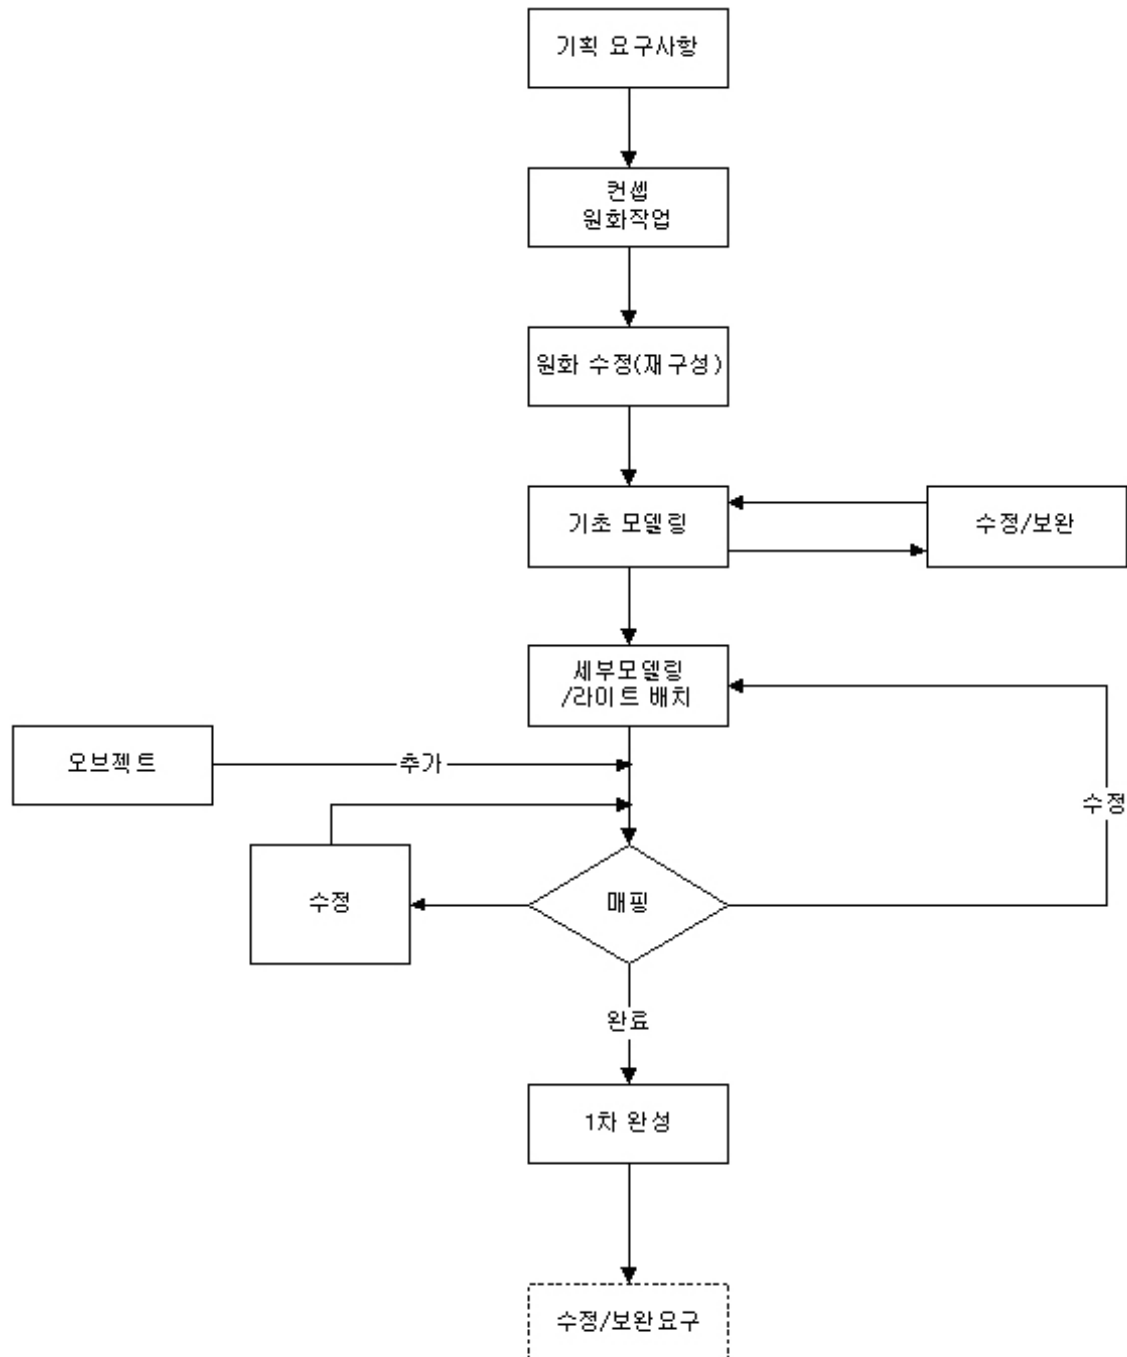 기획 요구사항
컨셉
원화작업
원화 수정(재구성)
기초 모델링
수정/보완
세부모델링
/라이트 배치
오브젝트
추가
수정
수정
매핑
완료
1차 완성
수정/보완요구